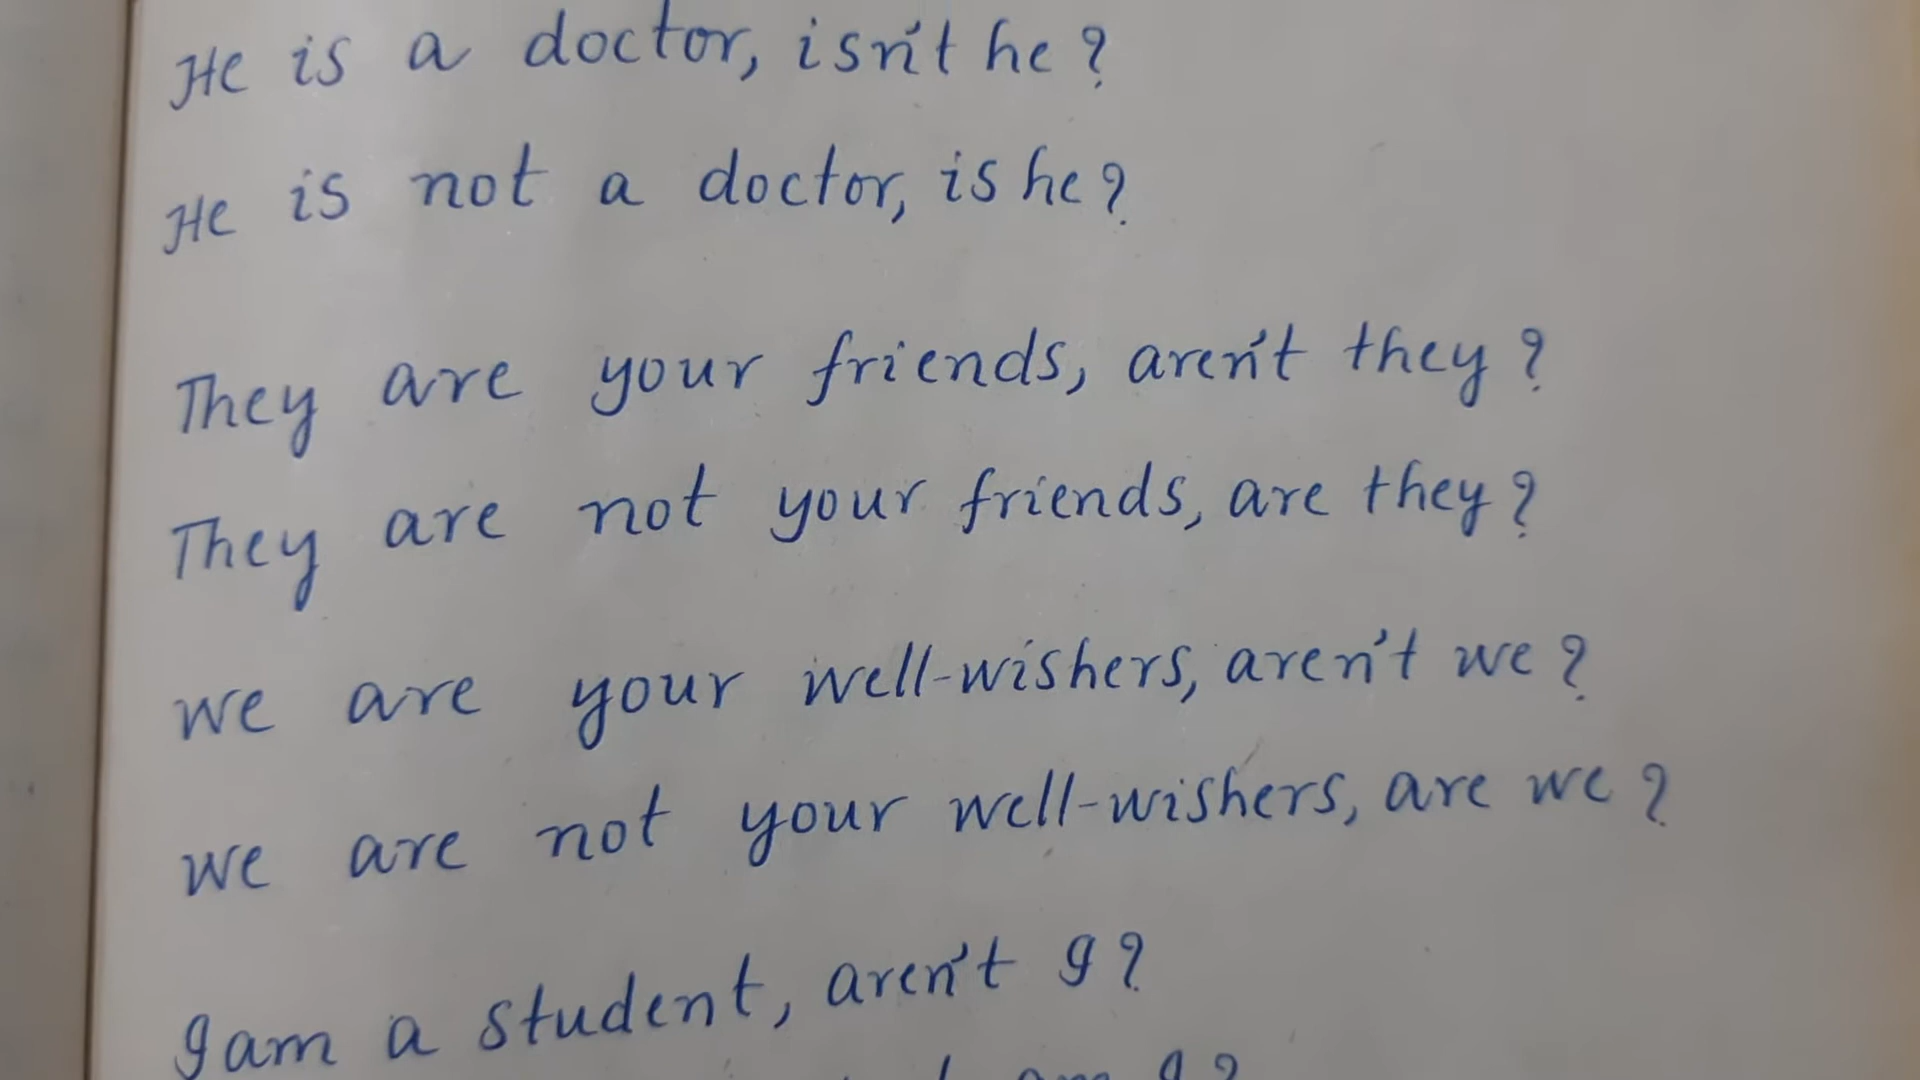 He is a doctor, isn't he?
He is not a doctor, is he?
They are your friends, aren't they?
They are not your friends, are they?
we are your well-wishers, aren't we?
we are not your well-wishers, are we?
I am a student, aren't I?
am I?